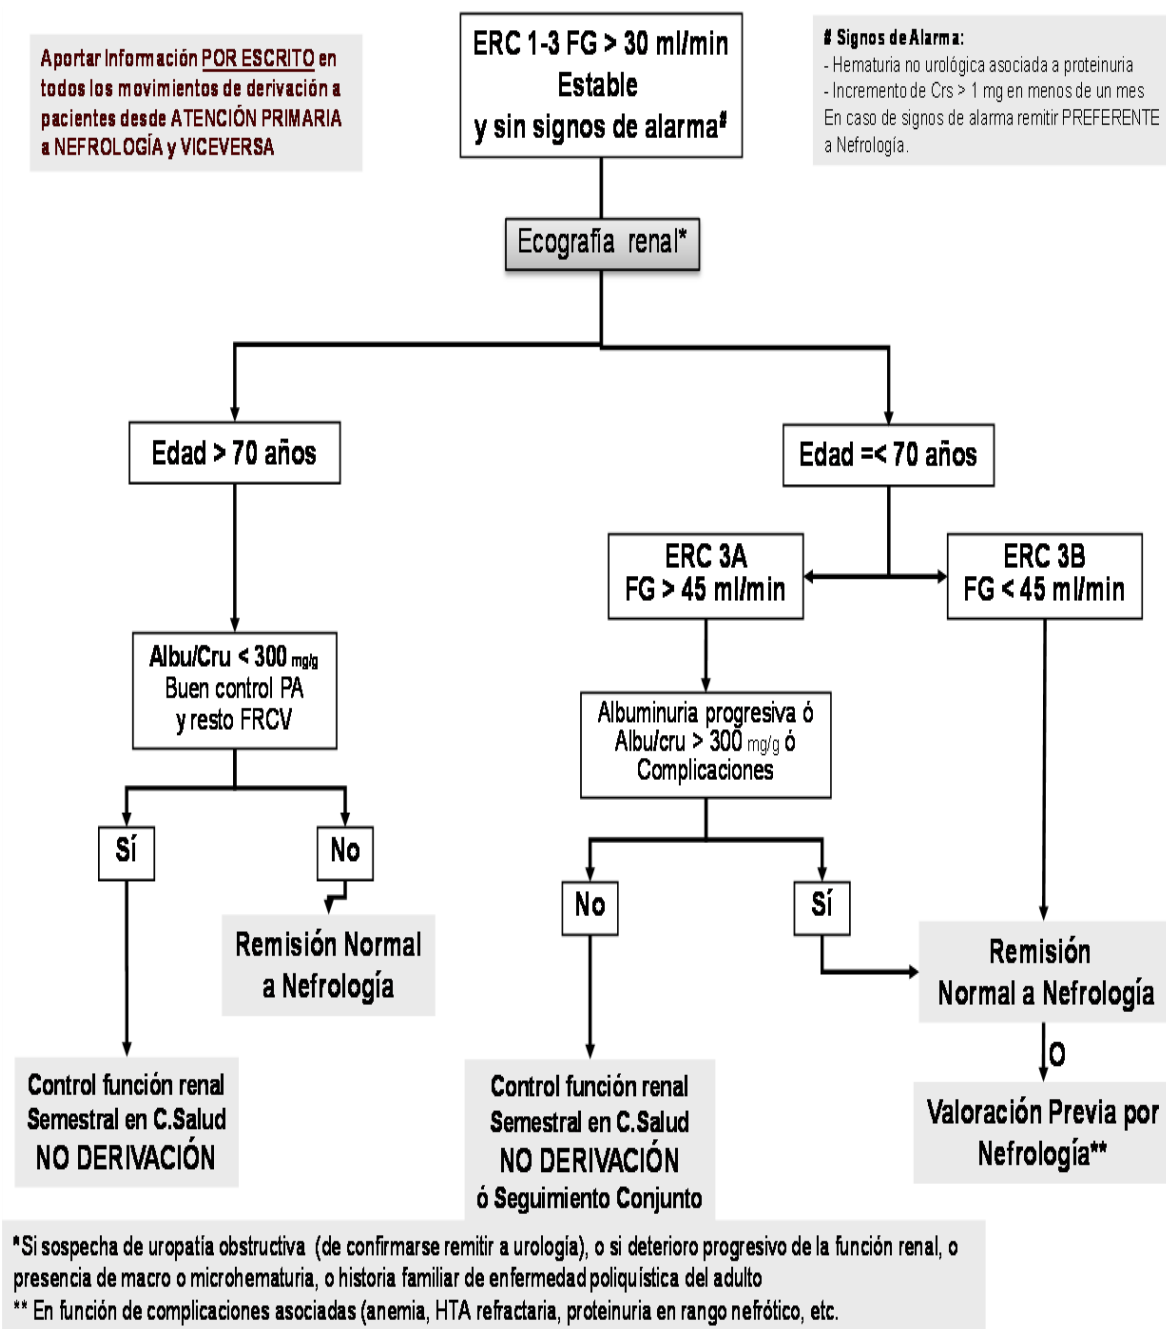 Aportar Información POR ESCRITO en
todos los movimientos de derivación a
pacientes desde ATENCIÓN PRIMARIA
a NEFROLOGÍA y VICEVERSA
ERC 1-3 FG > 30 ml/min
Estable
y sin signos de alarma#
# Signos de Alarma:
- Hematuria no urológica asociada a proteinuria
- Incremento de Crs > 1 mg en menos de un mes
En caso de signos de alarma remitir PREFERENTE
a Nefrología.
Ecografía renal*
Edad > 70 años
Edad =< 70 años
ERC 3A
FG > 45 ml/min
ERC 3B
FG < 45 ml/min
Albu/Cru < 300 mg/g
Buen control PA
y resto FRCV
Albuminuria progresiva ó
Albu/cru > 300 mg/g ó
Complicaciones
Sí
No
No
Sí
Remisión Normal
a Nefrología
Remisión
Normal a Nefrología
O
Control función renal
Semestral en C.Salud
NO DERIVACIÓN
Control función renal
Semestral en C.Salud
NO DERIVACIÓN
ó Seguimiento Conjunto
Valoración Previa por
Nefrología**
*Si sospecha de uropatía obstructiva (de confirmarse remitir a urología), o si deterioro progresivo de la función renal, o
presencia de macro o microhematuria, o historia familiar de enfermedad poliquística del adulto
** En función de complicaciones asociadas (anemia, HTA refractaria, proteinuria en rango nefrótico, etc.